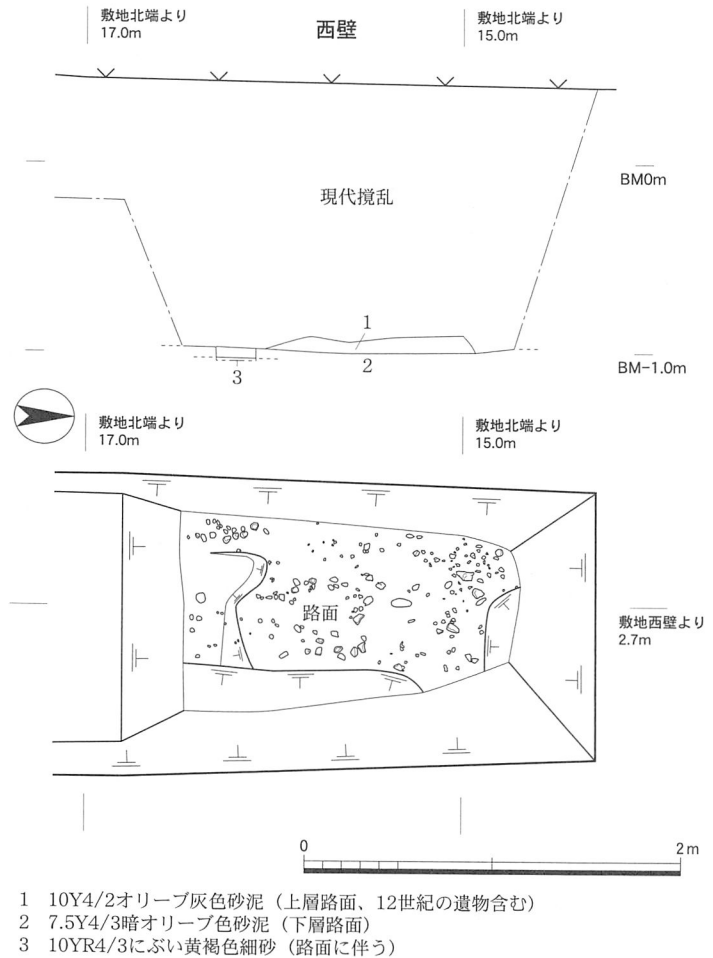 敷地北端より
17.0m
西壁
敷地北端より
15.0m
BM0m
現代撹乱
1
2
3
BM-1.0m
敷地北端より
17.0m
敷地北端より
15.0m
路面
敷地西壁より
2.7m
0
2m
1 10Y4/2オリーブ灰色砂泥（上層路面、12世紀の遺物含む）
2 7.5Y4/3暗オリーブ色砂泥（下層路面）
3 10YR4/3にぶい黄褐色細砂（路面に伴う）